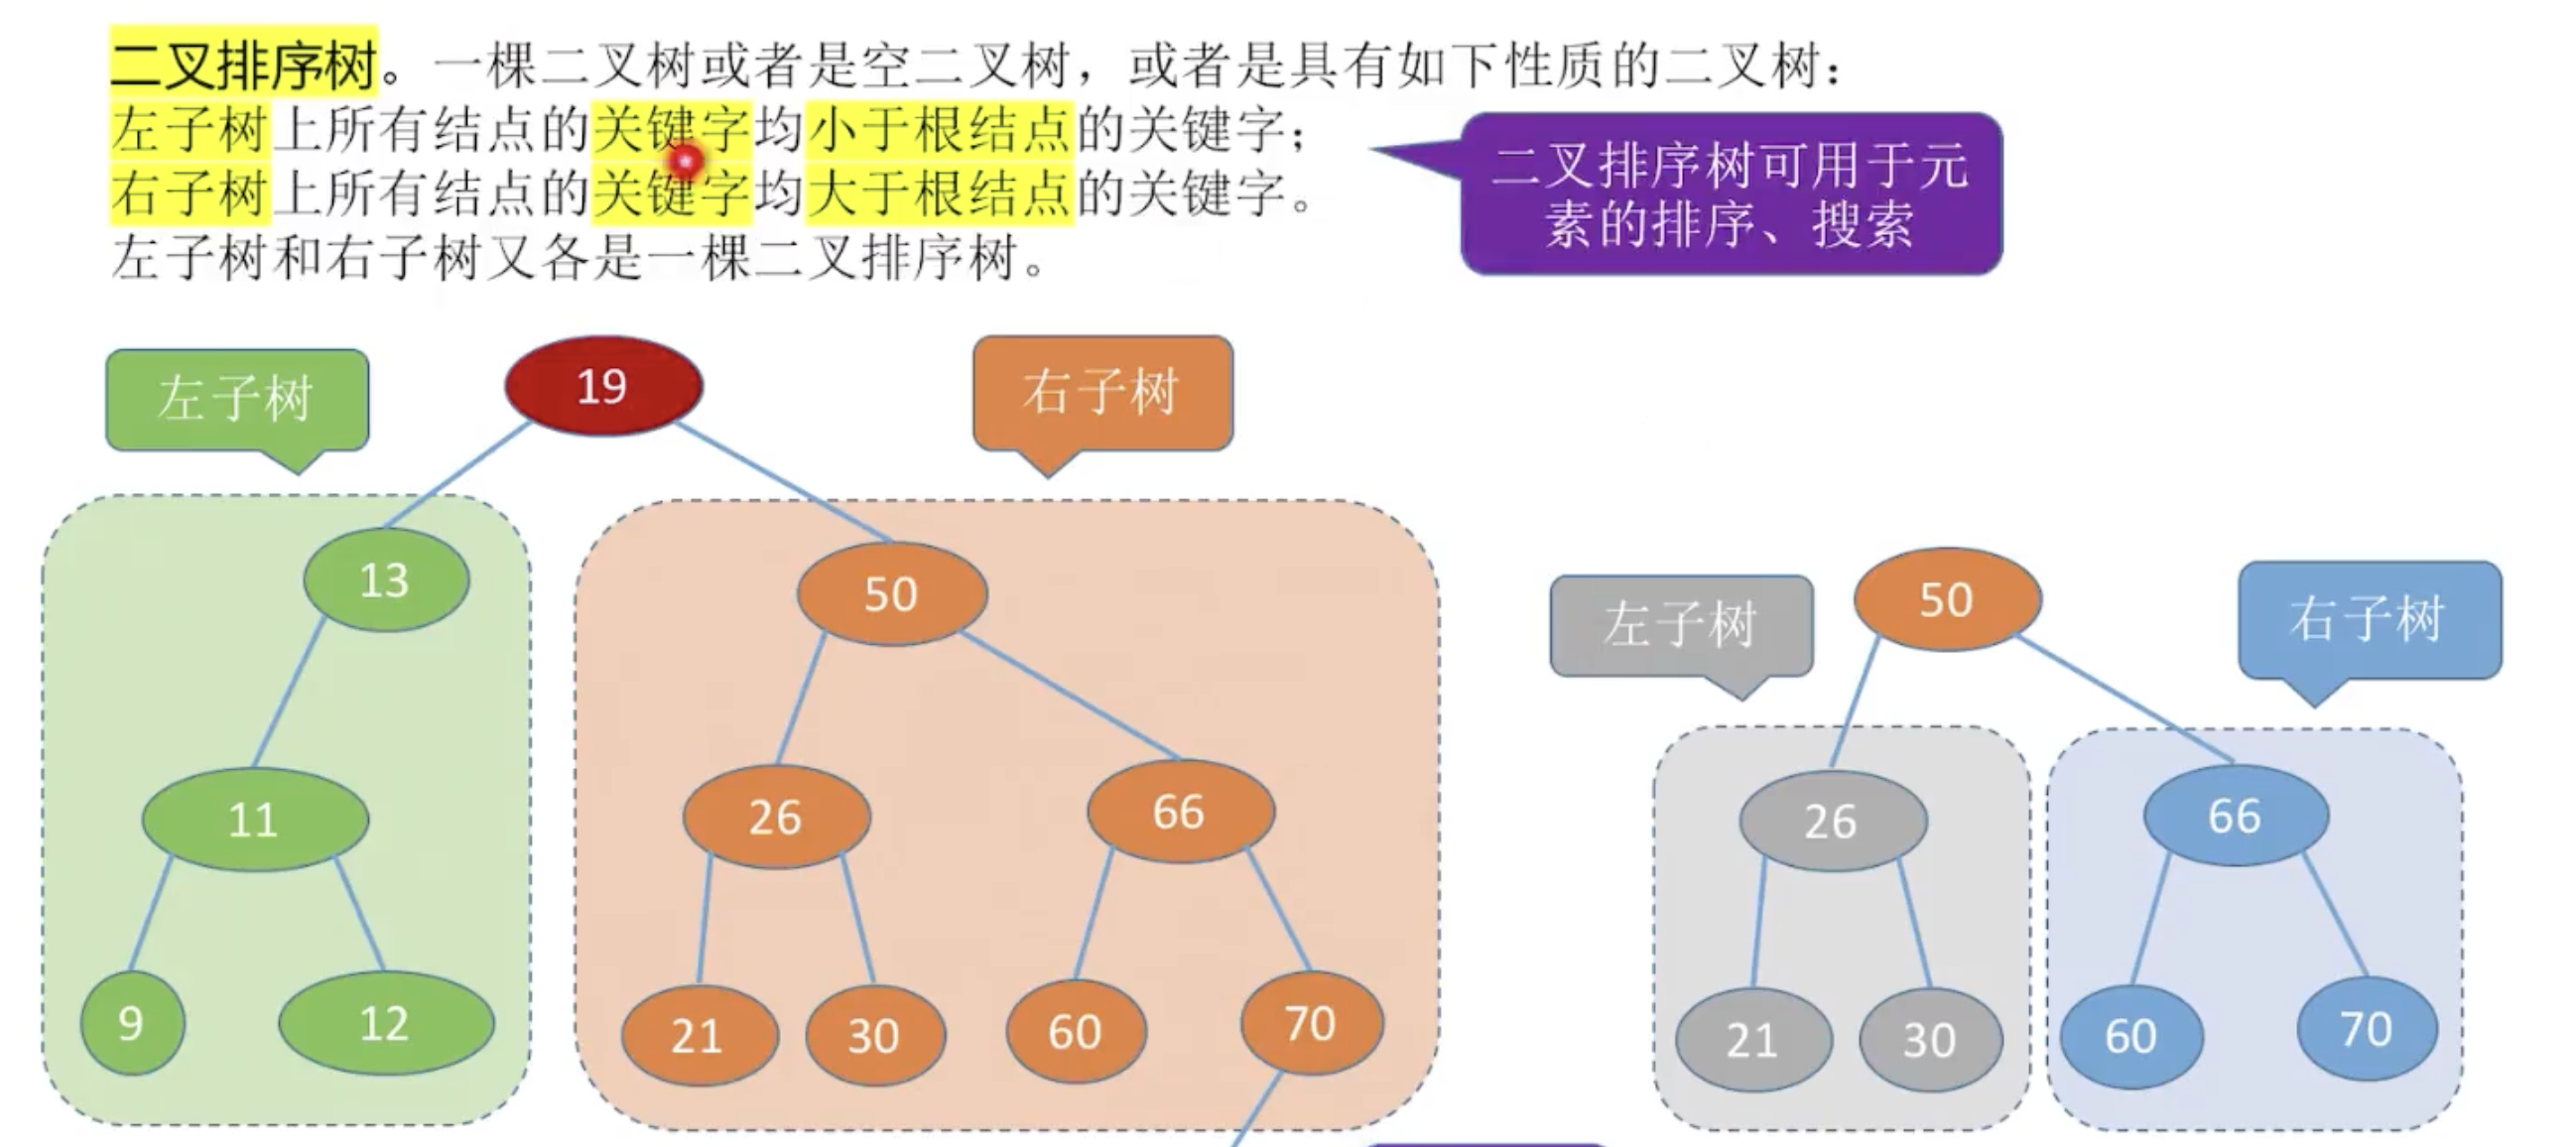 二叉排序树。一棵二叉树或者是空二叉树，或者是具有如下性质的二叉树：
左子树上所有结点的关键字均小于根结点的关键字；
右子树上所有结点的关键字均大于根结点的关键字。
左子树和右子树又各是一棵二叉排序树。
二叉排序树可用于元
素的排序、搜索
左子树
19
右子树
13
50
11
26
66
9
12
21
30
60
70
左子树
50
右子树
26
66
21
30
60
70